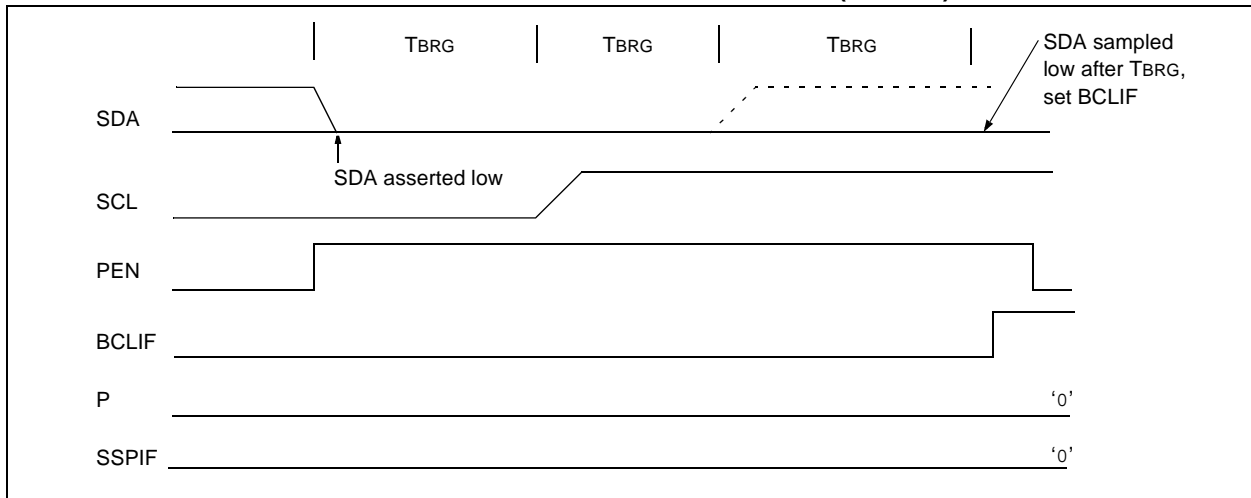 TBRG TBRG TBRG
SDA sampled
low after TBRG,
set BCLIF
SDA
SDA asserted low
SCL
PEN
BCLIF
P
‘0’
SSPIF
‘0’